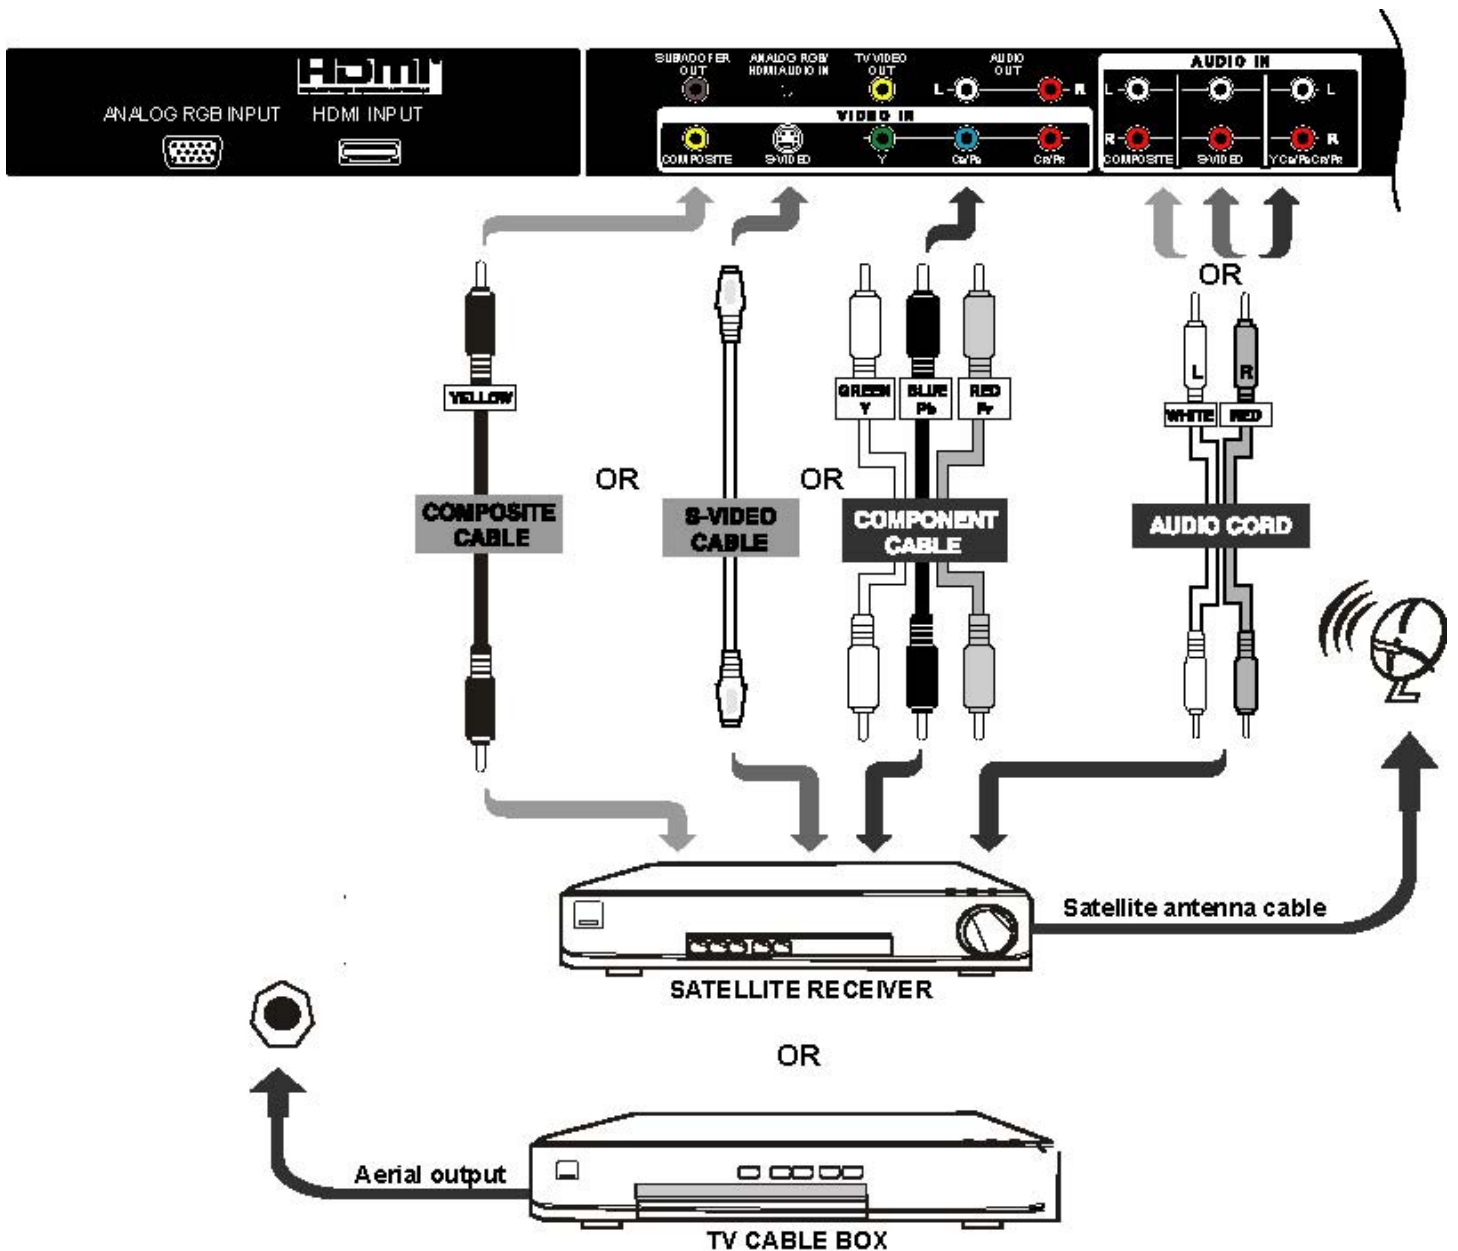 HDMI
ANALOG RGB INPUT
HDMI INPUT
SUBWOOFER OUT
ANALOG RGB/ HDMI AUDIO IN
TV VIDEO OUT
AUDIO OUT
L
R
VIDEO IN
COMPOSITE
S-VIDEO
Y
CB/PB
CR/PR
AUDIO IN
L
L
R
R
COMPOSITE
S-VIDEO
Y CB/PB CR/PR
OR
YELLOW
GREEN Y
BLUE Pb
RED Pr
L
R
WHITE
RED
OR
OR
COMPOSITE CABLE
S-VIDEO CABLE
COMPONENT CABLE
AUDIO CORD
Satellite antenna cable
SATELLITE RECEIVER
OR
Aerial output
TV CABLE BOX